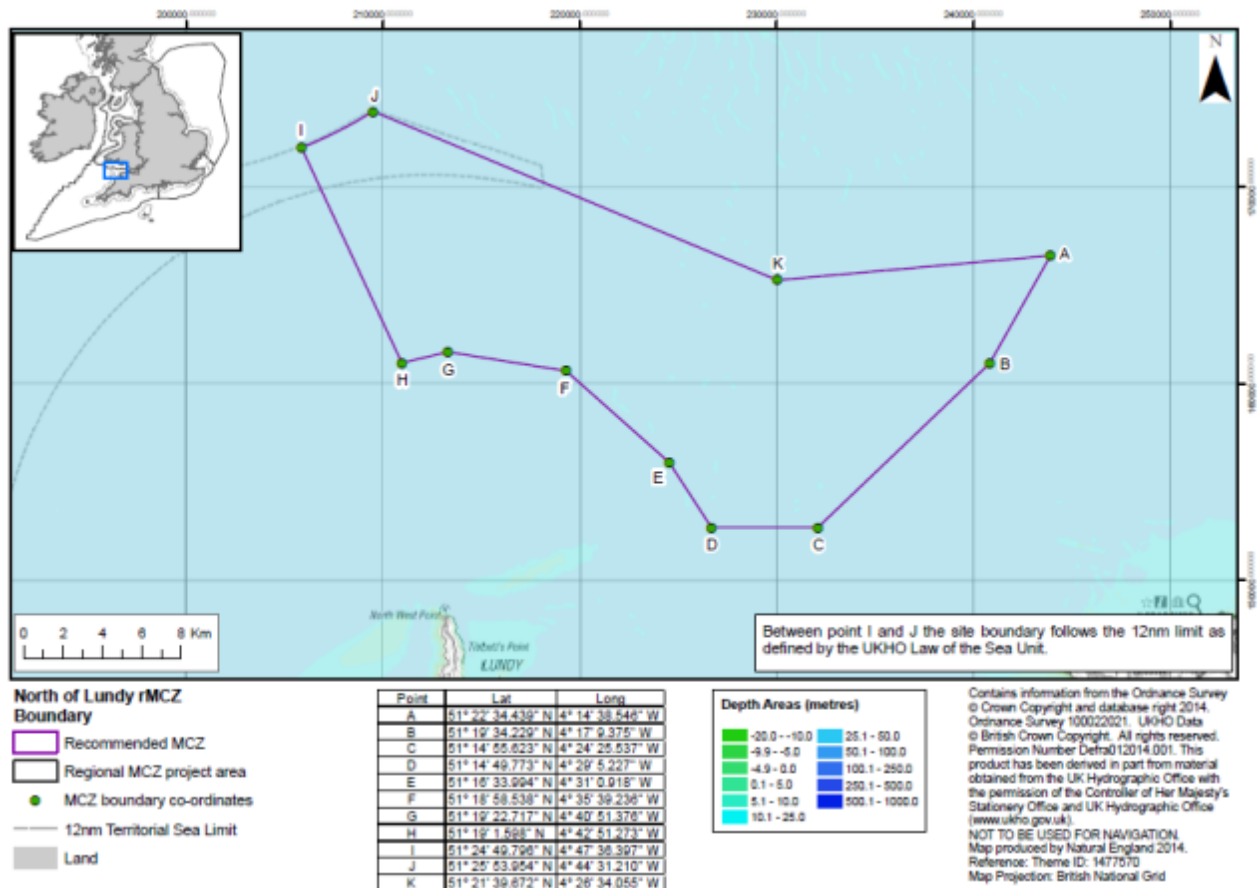 200000
210000
220000
230000
240000
250000
N
J
I
170000
K
A
B
H
G
F
160000
E
D
C
150000
North West Point
Tibbett's Point
LUNDY
0 2 4 6 8 Km
Between point I and J the site boundary follows the 12nm limit as
defined by the UKHO Law of the Sea Unit.
North of Lundy rMCZ
Boundary
Recommended MCZ
Regional MCZ project area
MCZ boundary co-ordinates
12nm Territorial Sea Limit
Land
Point Lat Long
A 51° 22' 34.439" N 4° 14' 38.546" W
B 51° 19' 34.229" N 4° 17' 9.375" W
C 51° 14' 55.623" N 4° 24' 25.537" W
D 51° 14' 49.773" N 4° 29' 5.227" W
E 51° 16' 33.994" N 4° 31' 0.918" W
F 51° 18' 58.538" N 4° 35' 39.236" W
G 51° 19' 22.717" N 4° 40' 51.376" W
H 51° 19' 1.598" N 4° 42' 51.273" W
I 51° 24' 49.796" N 4° 47' 36.397" W
J 51° 25' 53.954" N 4° 44' 31.210" W
K 51° 21' 39.672" N 4° 26' 34.055" W
Depth Areas (metres)
-20.0 - -10.0 25.1 - 50.0
-9.9 - -5.0 50.1 - 100.0
-4.9 - 0.0 100.1 - 250.0
0.1 - 5.0 250.1 - 500.0
5.1 - 10.0 500.1 - 1000.0
10.1 - 25.0
Contains information from the Ordnance Survey
© Crown Copyright and database right 2014.
Ordnance Survey 100022021. UKHO Data
© British Crown Copyright. All rights reserved.
Permission Number Defra012014.001. This
product has been derived in part from material
obtained from the UK Hydrographic Office with
the permission of the Controller of Her Majesty's
Stationery Office and UK Hydrographic Office
(www.ukho.gov.uk).
NOT TO BE USED FOR NAVIGATION.
Map produced by Natural England 2014.
Reference: Theme ID: 1477570
Map Projection: British National Grid